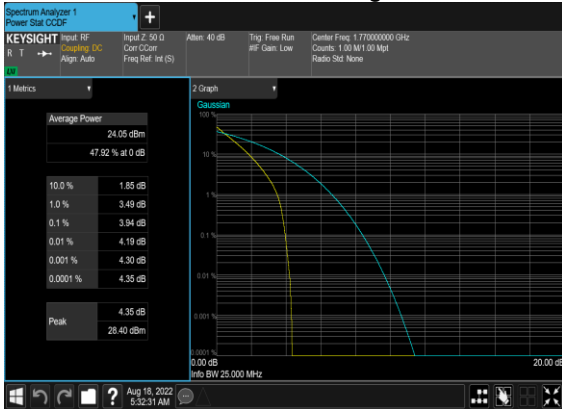 Spectrum Analyzer 1
Power Stat CCDF
+
KEYSIGHT Input: RF Input Z: 50 Ω Atten: 40 dB Trig: Free Run Center Freq: 1.770000000 GHz
R T Coupling: DC Corr CCorr #IF Gain: Low Counts: 1.00 M/1.00 Mpt
Align: Auto Freq Ref: Int (S) Radio Std: None
1 Metrics
2 Graph
Average Power
24.05 dBm
47.92 % at 0 dB
10.0 % 1.85 dB
1.0 % 3.49 dB
0.1 % 3.94 dB
0.01 % 4.19 dB
0.001 % 4.30 dB
0.0001 % 4.35 dB
Peak
4.35 dB
28.40 dBm
Gaussian
100 %
10 %
1 %
0.1 %
0.01 %
0.001 %
0.0001 %
0.00 dB 20.00 dB
Info BW 25.000 MHz
? Aug 18, 2022
5:32:31 AM